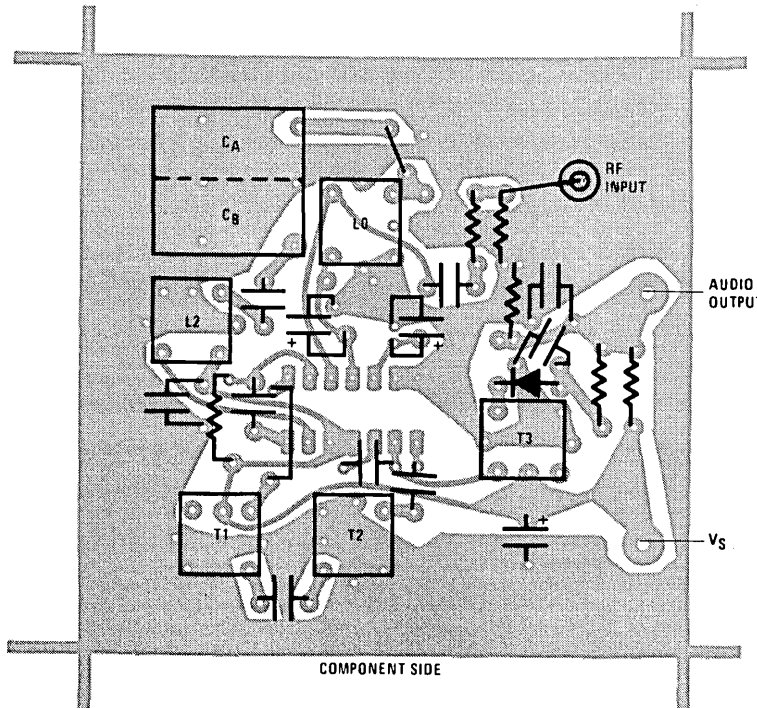 CA
CB
L0
RF
INPUT
L2
AUDIO
OUTPUT
+
+
T3
T1
T2
+
VS
COMPONENT SIDE